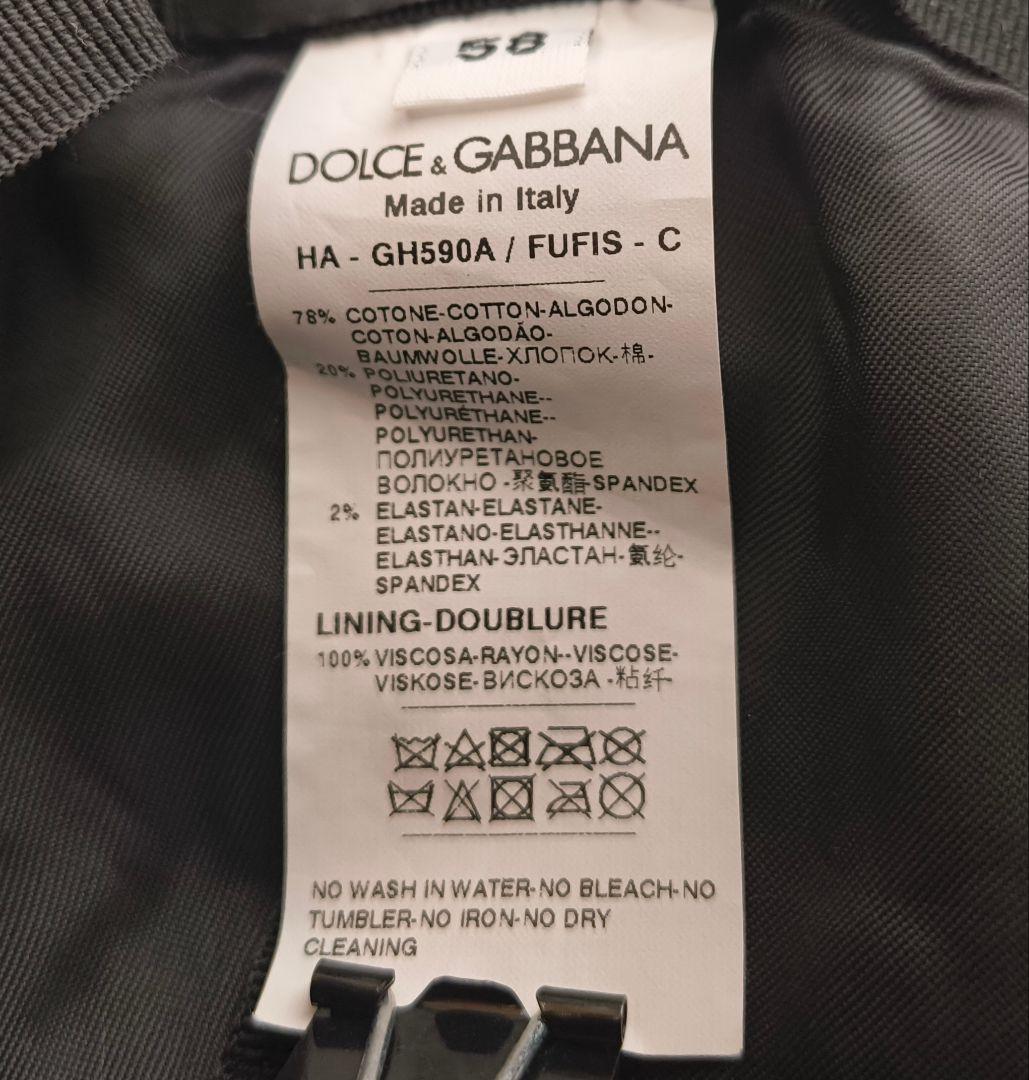 58
DOLCE & GABBANA
Made in Italy
HA - GH590A / FUFIS - C
78% COTONE-COTTON-ALGODON-
COTON-ALGODÃO-
BAUMWOLLE-ХЛОПОК-棉-
20% POLIURETANO-
POLYURETHANE--
POLYURÉTHANE--
POLYURETHAN-
ПОЛИУРЕТАНОВОЕ
ВОЛОКНО -聚氨酯-SPANDEX
2% ELASTAN-ELASTANE-
ELASTANO-ELASTHANNE--
ELASTHAN-ЭЛАСТАН-氨纶-
SPANDEX
LINING-DOUBLURE
100% VISCOSA-RAYON--VISCOSE-
VISKOSE-ВИСКОЗА -粘纤-
NO WASH IN WATER-NO BLEACH-NO
TUMBLER-NO IRON-NO DRY
CLEANING